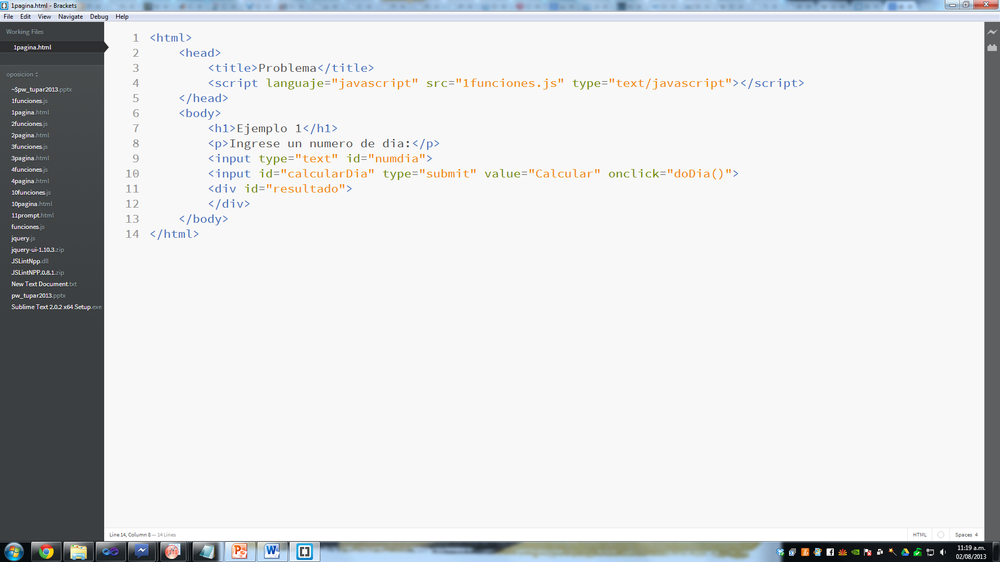 1pagina.html - Brackets
File Edit View Navigate Debug Help
Working Files
1pagina.html
oposicion
~$pw_tupar2013.pptx
1funciones.js
1pagina.html
2funciones.js
2pagina.html
3funciones.js
3pagina.html
4funciones.js
4pagina.html
10funciones.js
10pagina.html
11prompt.html
funciones.js
jquery.js
jquery-ui-1.10.3.zip
JSLintNpp.dll
JSLintNPP.0.8.1.zip
New Text Document.txt
pw_tupar2013.pptx
Sublime Text 2.0.2 x64 Setup.exe
1 <html>
2 <head>
3 <title>Problema</title>
4 <script languaje="javascript" src="1funciones.js" type="text/javascript"></script>
5 </head>
6 <body>
7 <h1>Ejemplo 1</h1>
8 <p>Ingrese un numero de dia:</p>
9 <input type="text" id="numdia">
10 <input id="calcularDia" type="submit" value="Calcular" onclick="doDia()">
11 <div id="resultado">
12 </div>
13 </body>
14 </html>
Line 14, Column 8 — 14 Lines
HTML
Spaces 4
11:19 a.m.
02/08/2013